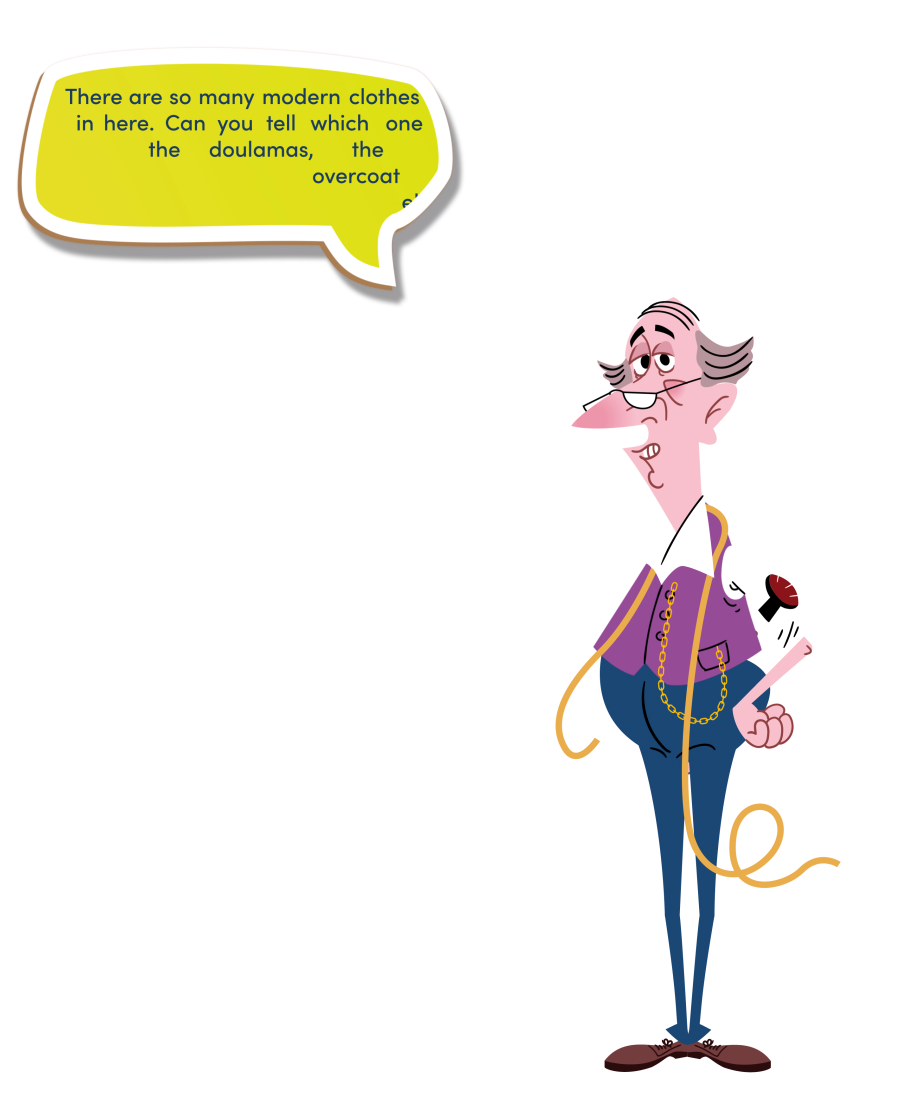 There are so many modern clothes
in here. Can you tell which one
the doulamas, the
overcoat